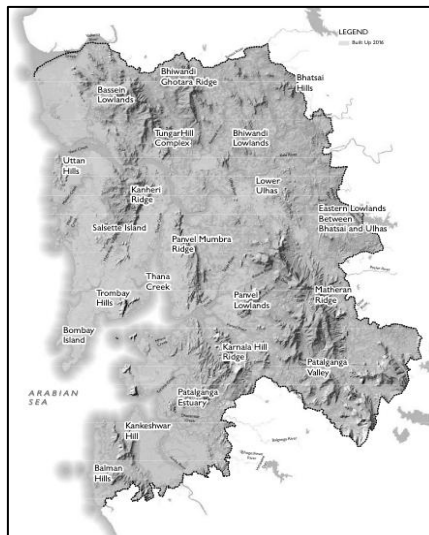 LEGEND
Built Up 2016
Bhiwandi
Ghotara Ridge
Bhatsai
Hills
Bassein
Lowlands
TungarHill
Complex
Bhiwandi
Lowlands
Uttan
Hills
Lower
Ulhas
Kanheri
Ridge
Eastern Lowlands
Between
Bhatsai and Ulhas
Salsette Island
Panvel Mumbra
Ridge
Thana
Creek
Matheran
Ridge
Trombay
Hills
Panvel
Lowlands
Bombay
Island
Karnala Hill
Ridge
Patalganga
Valley
ARABIAN
SEA
Patalganga
Estuary
Kankeshwar
Hill
Balman
Hills